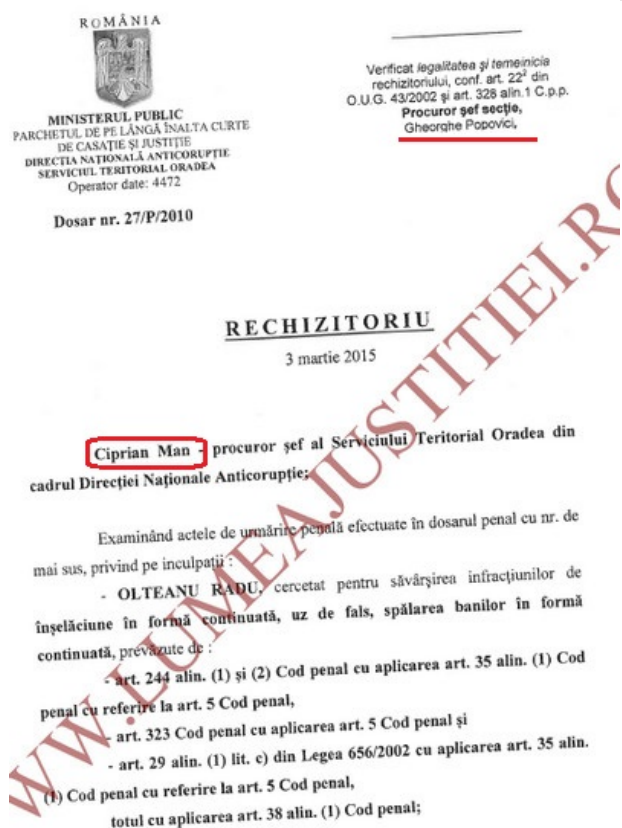 ROMÂNIA
MINISTERUL PUBLIC
PARCHETUL DE PE LÂNGĂ ÎNALTA CURTE
DE CASAȚIE ȘI JUSTIȚIE
DIRECȚIA NAȚIONALĂ ANTICORUPȚIE
SERVICIUL TERITORIAL ORADEA
Operator date: 4472
Dosar nr. 27/P/2010
Verificat legalitatea și temeinicia
rechizitoriului, conf. art. 22² din
O.U.G. 43/2002 și art. 328 alin.1 C.p.p.
Procuror șef secție,
Gheorghe Popovici,
RECHIZITORIU
3 martie 2015
Ciprian Man - procuror șef al Serviciului Teritorial Oradea din
cadrul Direcției Naționale Anticorupție;
Examinând actele de urmărire penală efectuate în dosarul penal cu nr. de
mai sus, privind pe inculpații :
- OLTEANU RADU, cercetat pentru săvârșirea infracțiunilor de
înșelăciune în formă continuată, uz de fals, spălarea banilor în formă
continuată, prevăzute de :
- art. 244 alin. (1) și (2) Cod penal cu aplicarea art. 35 alin. (1) Cod
penal cu referire la art. 5 Cod penal,
- art. 323 Cod penal cu aplicarea art. 5 Cod penal și
- art. 29 alin. (1) lit. c) din Legea 656/2002 cu aplicarea art. 35 alin.
(1) Cod penal cu referire la art. 5 Cod penal,
totul cu aplicarea art. 38 alin. (1) Cod penal;
WWW.LUMEAJUSTITIEI.RO